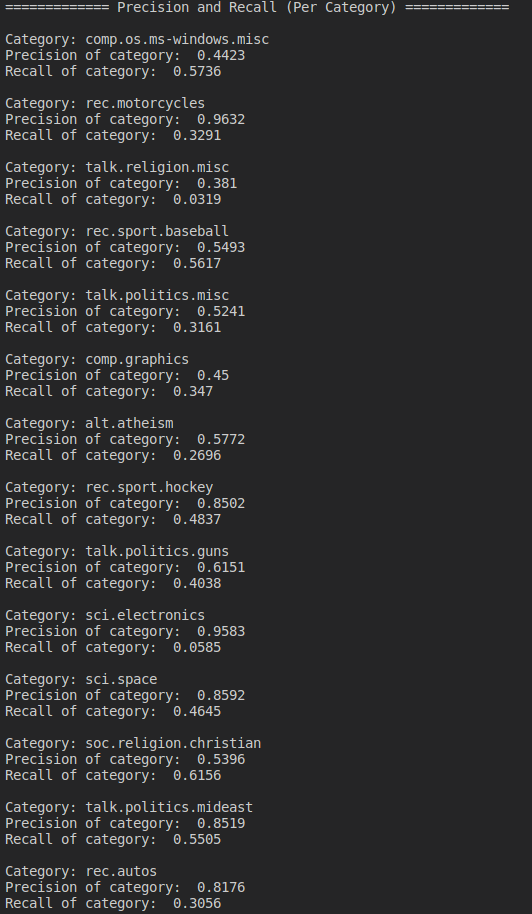 ============= Precision and Recall (Per Category) =============
Category: comp.os.ms-windows.misc
Precision of category:  0.4423
Recall of category:  0.5736
Category: rec.motorcycles
Precision of category:  0.9632
Recall of category:  0.3291
Category: talk.religion.misc
Precision of category:  0.381
Recall of category:  0.0319
Category: rec.sport.baseball
Precision of category:  0.5493
Recall of category:  0.5617
Category: talk.politics.misc
Precision of category:  0.5241
Recall of category:  0.3161
Category: comp.graphics
Precision of category:  0.45
Recall of category:  0.347
Category: alt.atheism
Precision of category:  0.5772
Recall of category:  0.2696
Category: rec.sport.hockey
Precision of category:  0.8502
Recall of category:  0.4837
Category: talk.politics.guns
Precision of category:  0.6151
Recall of category:  0.4038
Category: sci.electronics
Precision of category:  0.9583
Recall of category:  0.0585
Category: sci.space
Precision of category:  0.8592
Recall of category:  0.4645
Category: soc.religion.christian
Precision of category:  0.5396
Recall of category:  0.6156
Category: talk.politics.mideast
Precision of category:  0.8519
Recall of category:  0.5505
Category: rec.autos
Precision of category:  0.8176
Recall of category:  0.3056